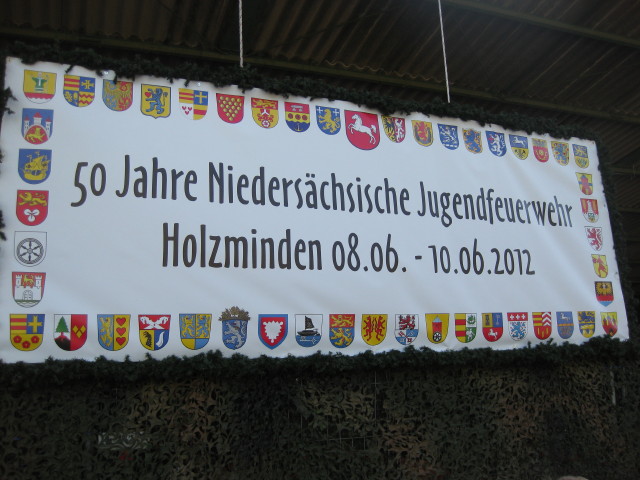 50 Jahre Niedersächsische Jugendfeuerwehr
Holzminden 08.06. - 10.06.2012